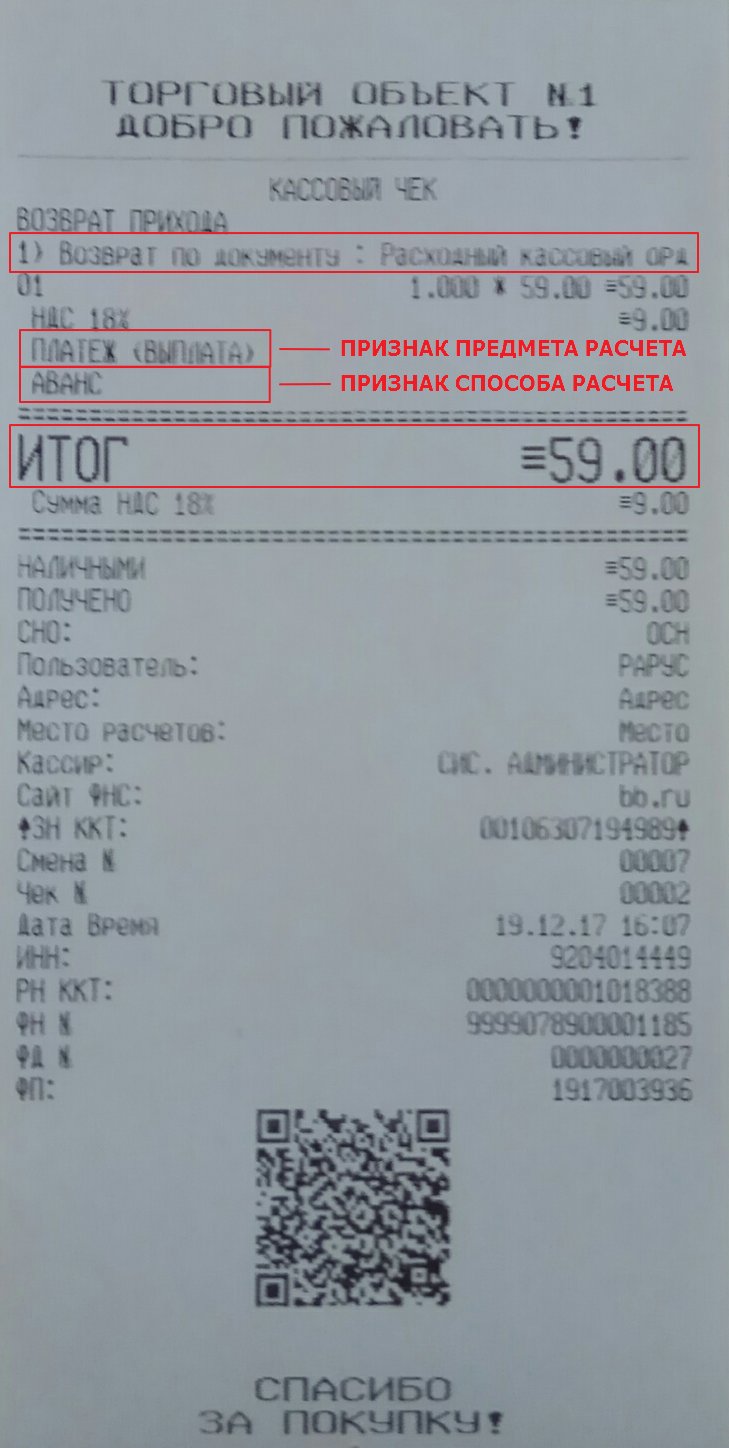 ТОРГОВЫЙ ОБЪЕКТ №1
ДОБРО ПОЖАЛОВАТЬ!
КАССОВЫЙ ЧЕК
ВОЗВРАТ ПРИХОДА
1) Возврат по документу : Расходный кассовый орд
01 1.000 * 59.00 ≡59.00
НДС 18% ≡9.00
ПЛАТЕЖ (ВЫПЛАТА) ПРИЗНАК ПРЕДМЕТА РАСЧЕТА
АВАНС ПРИЗНАК СПОСОБА РАСЧЕТА
ИТОГ ≡59.00
Сумма НДС 18% ≡9.00
НАЛИЧНЫМИ ≡59.00
ПОЛУЧЕНО ≡59.00
СНО: ОСН
Пользователь: РАРУС
Адрес: Адрес
Место расчетов: Место
Кассир: СИС. АДМИНИСТРАТОР
Сайт ФНС: bb.ru
ЗН ККТ: 00106307194989
Смена № 00007
Чек № 00002
Дата Время 19.12.17 16:07
ИНН: 9204014449
РН ККТ: 0000000001018388
ФН № 9999078900001185
ФД № 0000000027
ФП: 1917003936
СПАСИБО
ЗА ПОКУПКУ!